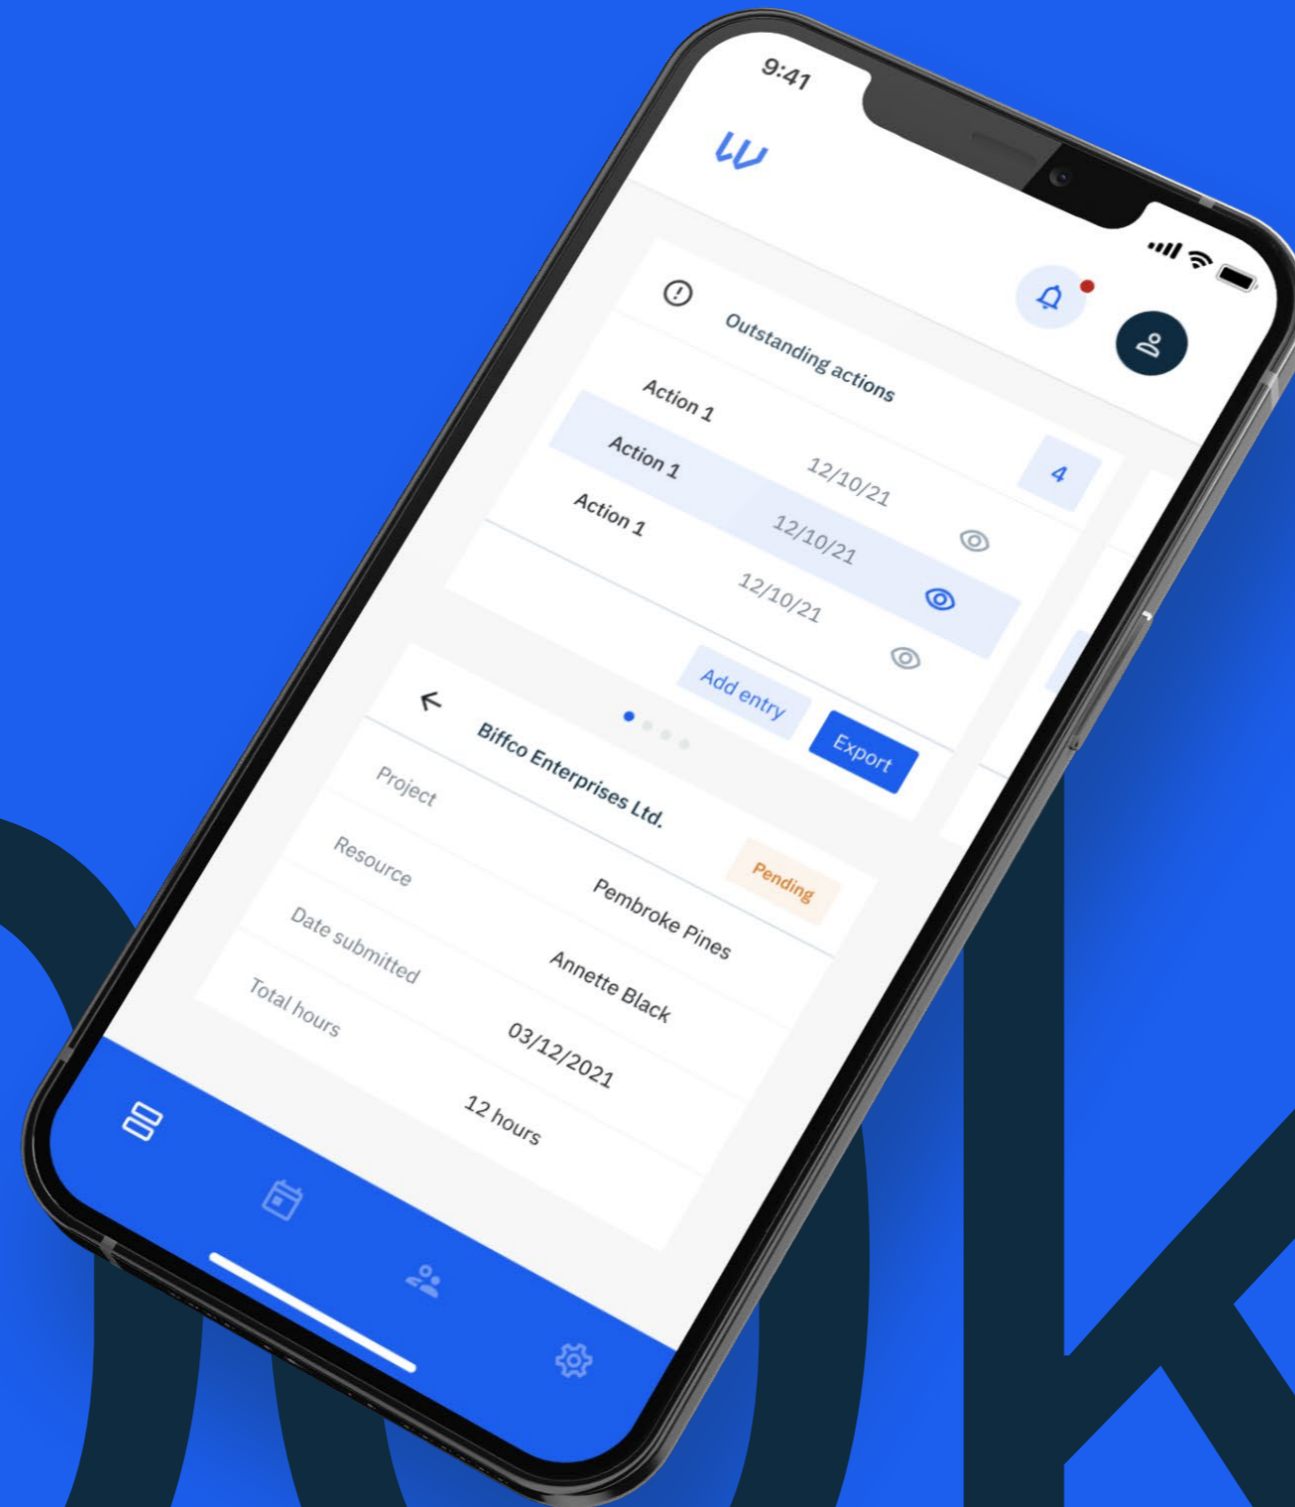 9:41
Outstanding actions
4
Action 1 12/10/21
Action 1 12/10/21
Action 1 12/10/21
Add entry Export
Biffco Enterprises Ltd. Pending
Project Pembroke Pines
Resource Annette Black
Date submitted 03/12/2021
Total hours 12 hours
ok